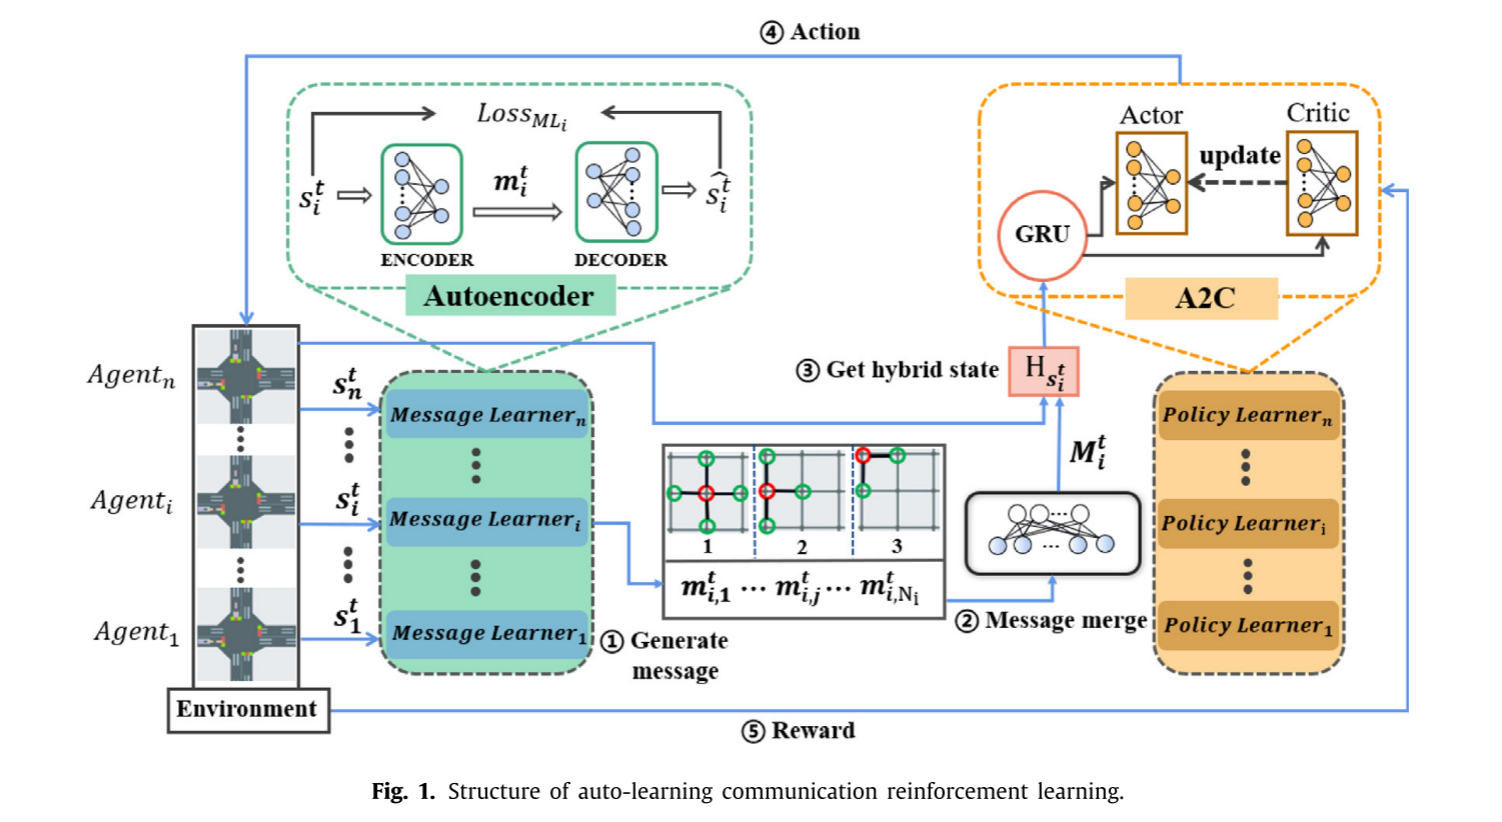 ④ Action
Loss_{ML_i}
s_i^t
m_i^t
\hat{s_i^t}
ENCODER
DECODER
Autoencoder
Actor
Critic
update
GRU
A2C
Agent_n
s_n^t
Message Learner_n
③ Get hybrid state
H_{s_i^t}
Policy Learner_n
M_i^t
Agent_i
s_i^t
Message Learner_i
1
2
3
m_{i,1}^t ⋯ m_{i,j}^t ⋯ m_{i,N_i}^t
Policy Learner_i
Agent_1
s_1^t
Message Learner_1
① Generate
message
② Message merge
Policy Learner_1
Environment
⑤ Reward
Fig. 1. Structure of auto-learning communication reinforcement learning.